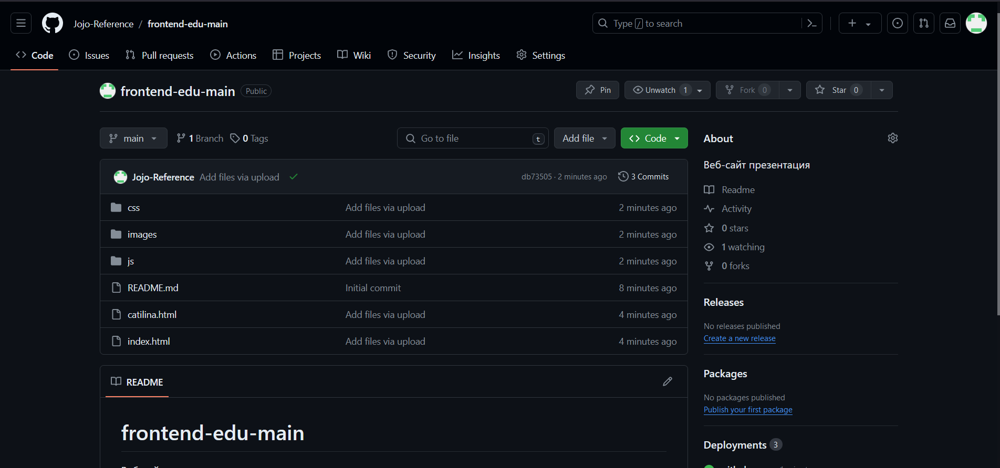 Jojo-Reference / frontend-edu-main
Type / to search
Code Issues Pull requests Actions Projects Wiki Security Insights Settings
frontend-edu-main Public
Pin Unwatch 1 Fork 0 Star 0
main 1 Branch 0 Tags Go to file t Add file Code
Jojo-Reference Add files via upload db73505 · 2 minutes ago 3 Commits
css Add files via upload 2 minutes ago
images Add files via upload 2 minutes ago
js Add files via upload 2 minutes ago
README.md Initial commit 8 minutes ago
catilina.html Add files via upload 4 minutes ago
index.html Add files via upload 4 minutes ago
README
frontend-edu-main
About
Веб-сайт презентация
Readme
Activity
0 stars
1 watching
0 forks
Releases
No releases published
Create a new release
Packages
No packages published
Publish your first package
Deployments 3